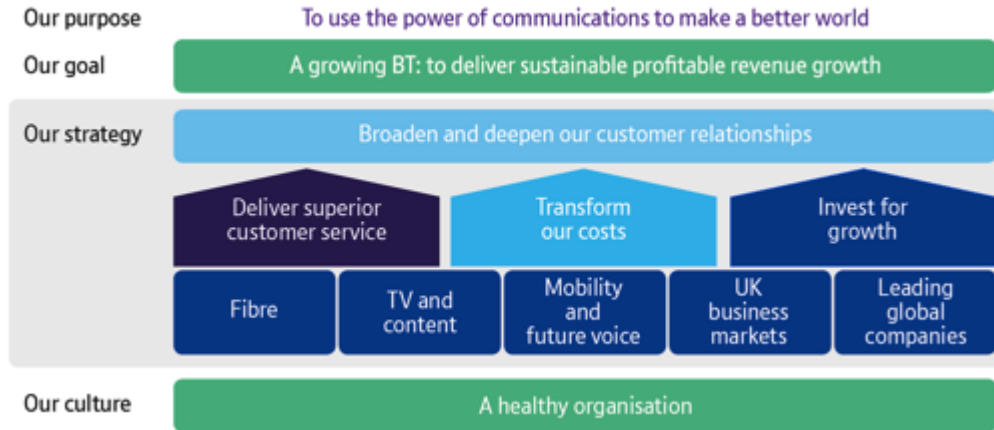 Our purpose
To use the power of communications to make a better world
Our goal
A growing BT: to deliver sustainable profitable revenue growth
Our strategy
Broaden and deepen our customer relationships
Deliver superior
customer service
Transform
our costs
Invest for
growth
Fibre
TV and
content
Mobility
and
future voice
UK
business
markets
Leading
global
companies
Our culture
A healthy organisation